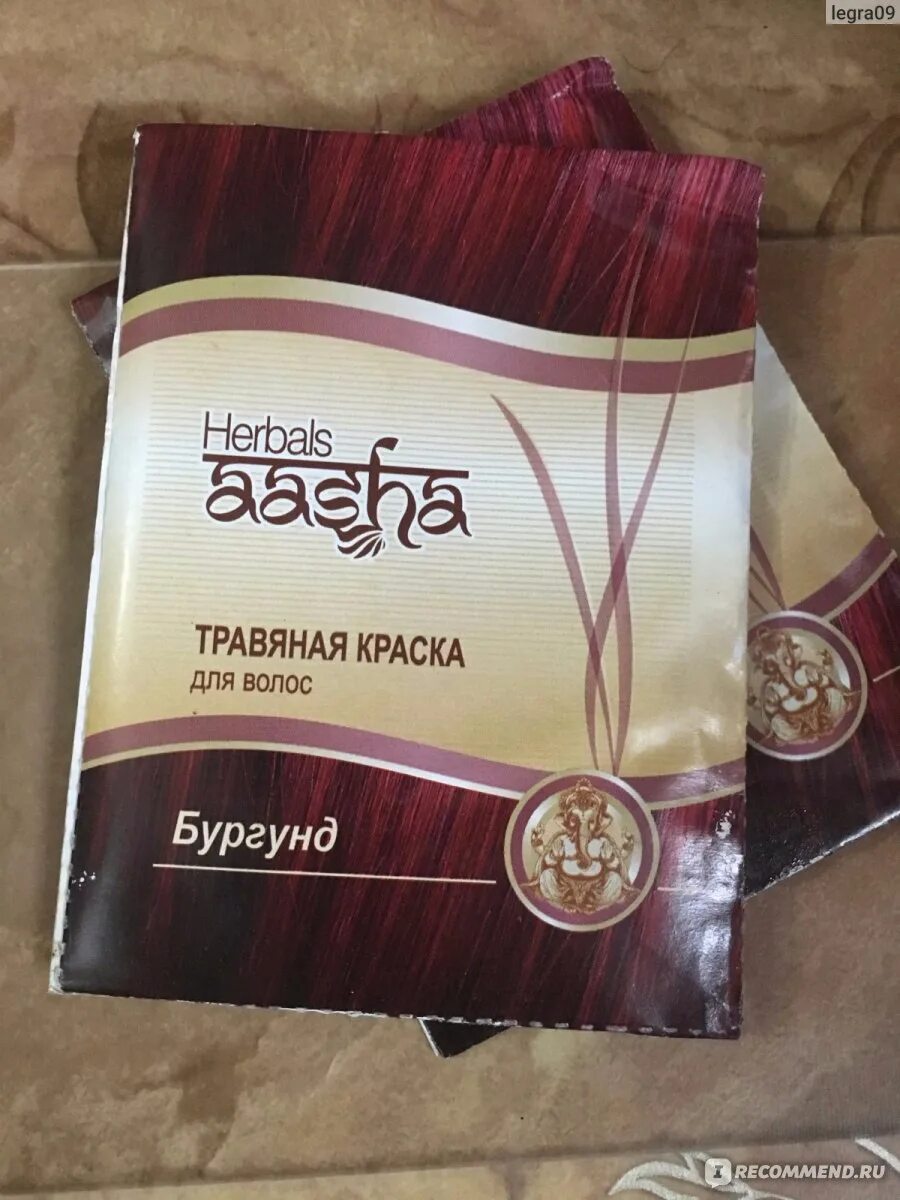 legra09
Herbals
aasha
ТРАВЯНАЯ КРАСКА
для волос
Бургунд
RECOMMEND.RU